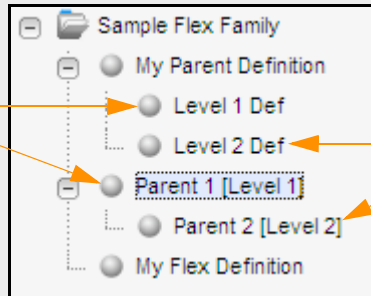 Sample Flex Family
My Parent Definition
Level 1 Def
Level 2 Def
Parent 1 [Level 1]
Parent 2 [Level 2]
My Flex Definition